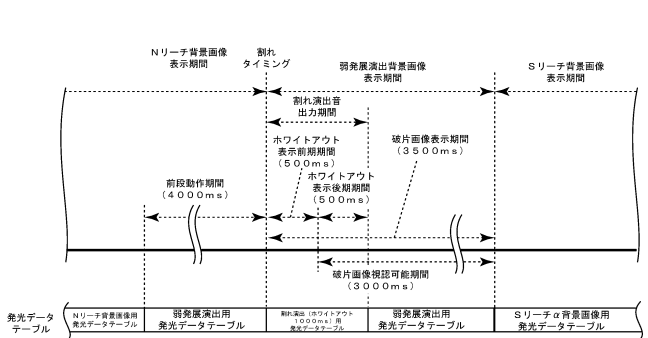 Nリーチ背景画像
表示期間
割れ
タイミング
弱発展演出背景画像
表示期間
Sリーチ背景画像
表示期間
割れ演出音
出力期間
ホワイトアウト
表示前期期間
(500ms)
破片画像表示期間
(3500ms)
ホワイトアウト
表示後期期間
(500ms)
前段動作期間
(4000ms)
破片画像視認可能期間
(3000ms)
発光データ
テーブル
Nリーチ背景画像用
発光データテーブル
弱発展演出用
発光データテーブル
割れ演出(ホワイトアウト
1000ms)用
発光データテーブル
弱発展演出用
発光データテーブル
Sリーチα背景画像用
発光データテーブル